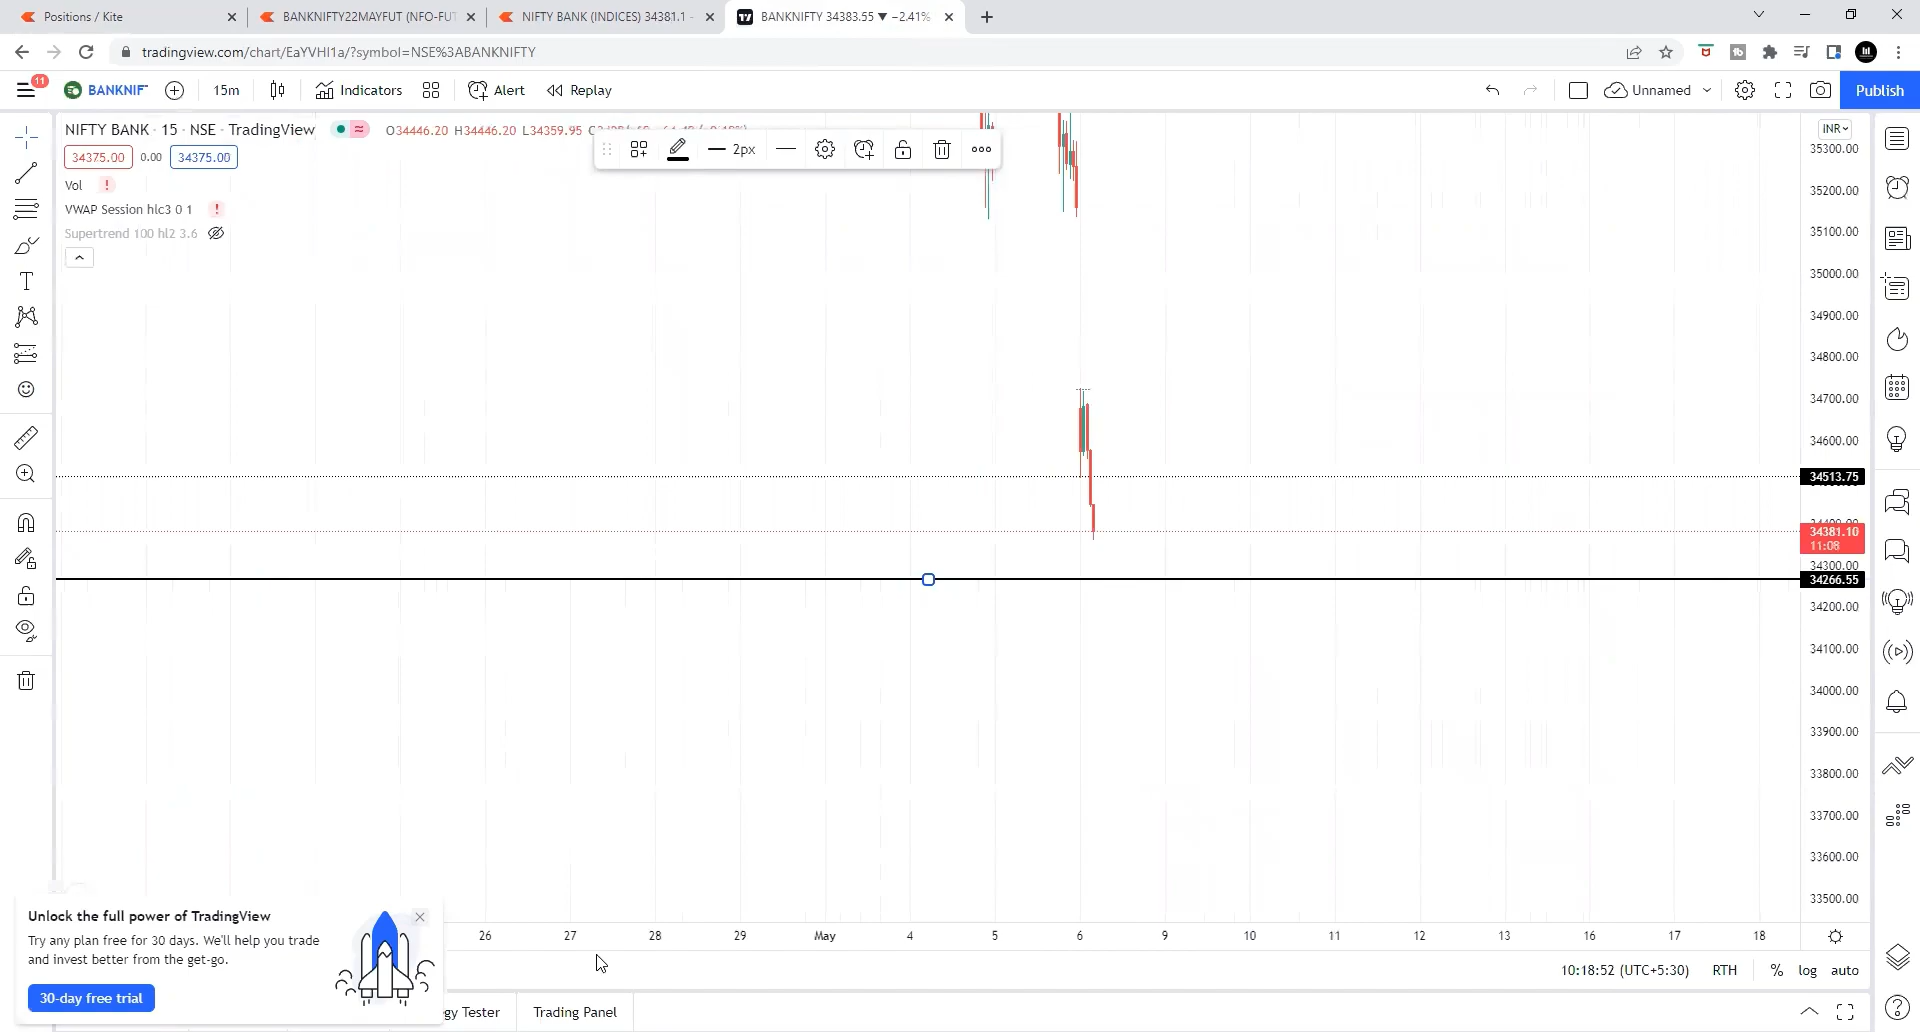 Positions / Kite
BANKNIFTY22MAYFUT (NFO-FUT
NIFTY BANK (INDICES) 34381.1 -
BANKNIFTY 34383.55 ▼ −2.41%
tradingview.com/chart/EaYVHI1a/?symbol=NSE%3ABANKNIFTY
11
BANKNIF
15m
Indicators
Alert
Replay
Unnamed
Publish
NIFTY BANK · 15 · NSE · TradingView
O34446.20 H34446.20 L34359.95
2px
INR
34375.00
0.00
34375.00
Vol
VWAP Session hlc3 0 1
Supertrend 100 hl2 3.6
35300.00
35200.00
35100.00
35000.00
34900.00
34800.00
34700.00
34600.00
34513.75
34381.10
11:08
34300.00
34266.55
34200.00
34100.00
34000.00
33900.00
33800.00
33700.00
33600.00
33500.00
26 27 28 29 May 4 5 6 9 10 11 12 13 16 17 18
Unlock the full power of TradingView
Try any plan free for 30 days. We'll help you trade
and invest better from the get-go.
30-day free trial
10:18:52 (UTC+5:30)
RTH
%
log
auto
gy Tester
Trading Panel